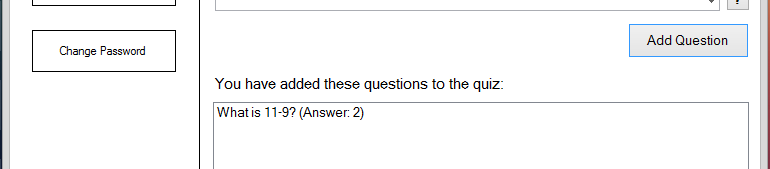 Change Password
Add Question
You have added these questions to the quiz:
What is 11-9? (Answer: 2)